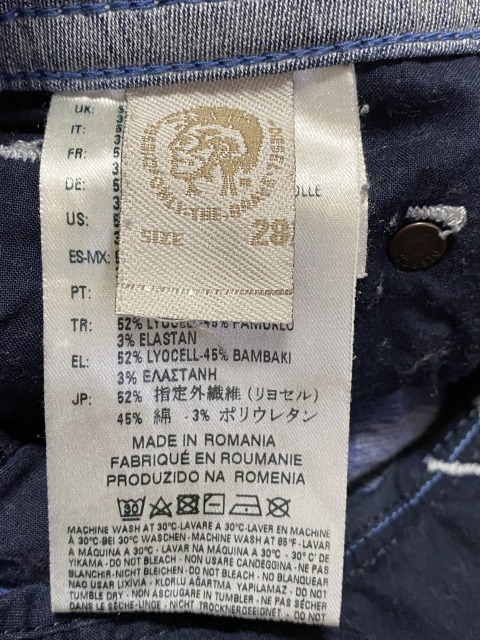 UK:
IT:
FR:
DE:
OLLE
US:
ES-MX:
PT:
DIESEL
SIZE 28
TR: 52% LYOCELL-45% PAMUKLU
3% ELASTAN
EL: 52% LYOCELL-45% BAMBAKI
3% ΕΛΑΣΤΑΝΗ
JP: 52% 指定外繊維 (リヨセル)
45% 綿 -3% ポリウレタン
MADE IN ROMANIA
FABRIQUÉ EN ROUMANIE
PRODUZIDO NA ROMENIA
30
MACHINE WASH AT 30°C-LAVARE A 30°C-LAVER EN MACHINE
À 30°C-BEI 30°C WASCHEN-MACHINE WASH AT 85°F-LAVAR
A MÁQUINA A 30°C-LAVAR NA MÁQUINA A 30°C-30° C' DE
YIKAMA-DO NOT BLEACH-NON USARE CANDEGGINA-NE PAS
BLANCHIR-NICHT BLEICHEN-DO NOT BLEACH-NO BLANQUEAR
NAO USAR LIXÍVIA-KLORLU AĞARTMA YAPILAMAZ-DO NOT
TUMBLE DRY-NON ASCIUGARE IN TUMBLER-NE PAS SÉCHER
DANS LE SÈCHE-LINGE-NICHT TROCKNERGEEIGNET-DO NOT